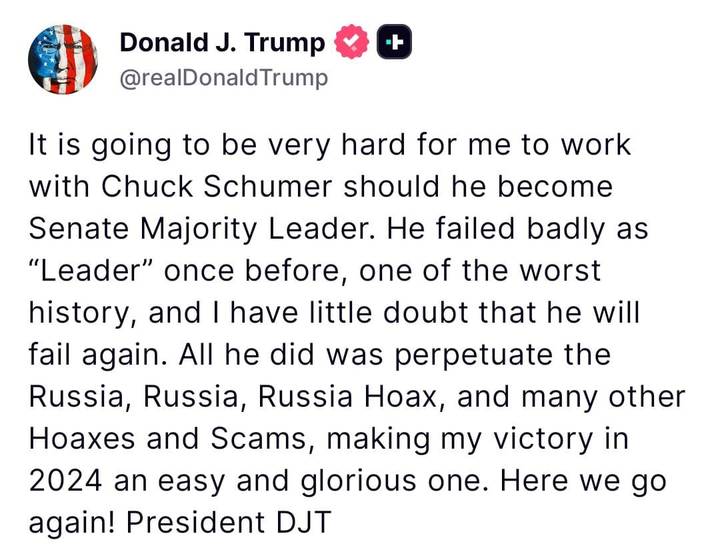 Donald J. Trump
@realDonaldTrump
It is going to be very hard for me to work
with Chuck Schumer should he become
Senate Majority Leader. He failed badly as
“Leader” once before, one of the worst
history, and I have little doubt that he will
fail again. All he did was perpetuate the
Russia, Russia, Russia Hoax, and many other
Hoaxes and Scams, making my victory in
2024 an easy and glorious one. Here we go
again! President DJT